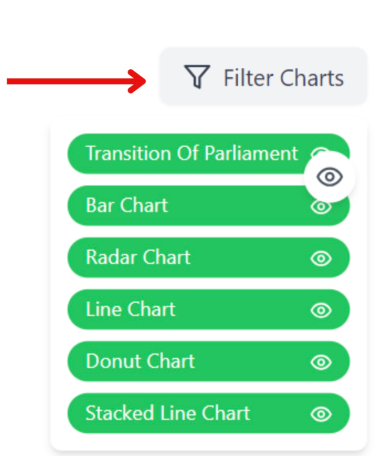 Filter Charts
Transition Of Parliament
Bar Chart
Radar Chart
Line Chart
Donut Chart
Stacked Line Chart